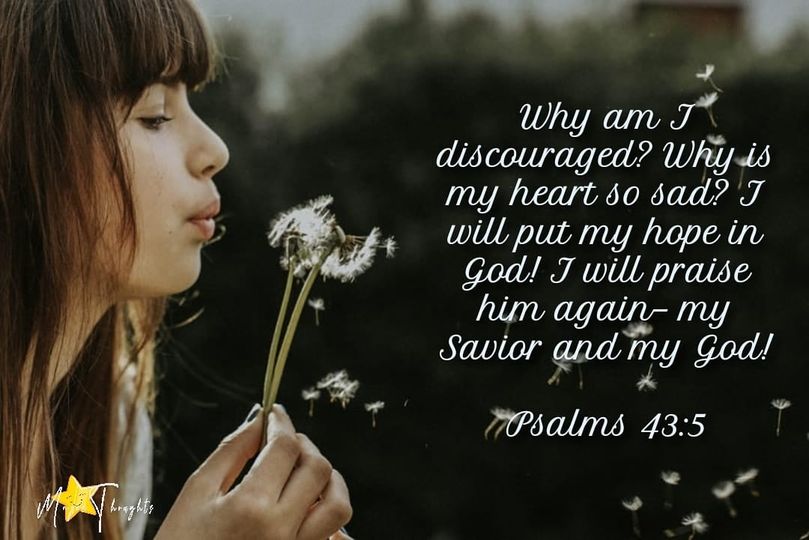 Why am I
discouraged? Why is
my heart so sad? I
will put my hope in
God! I will praise
him again- my
Savior and my God!
Psalms 43:5
Thoughts